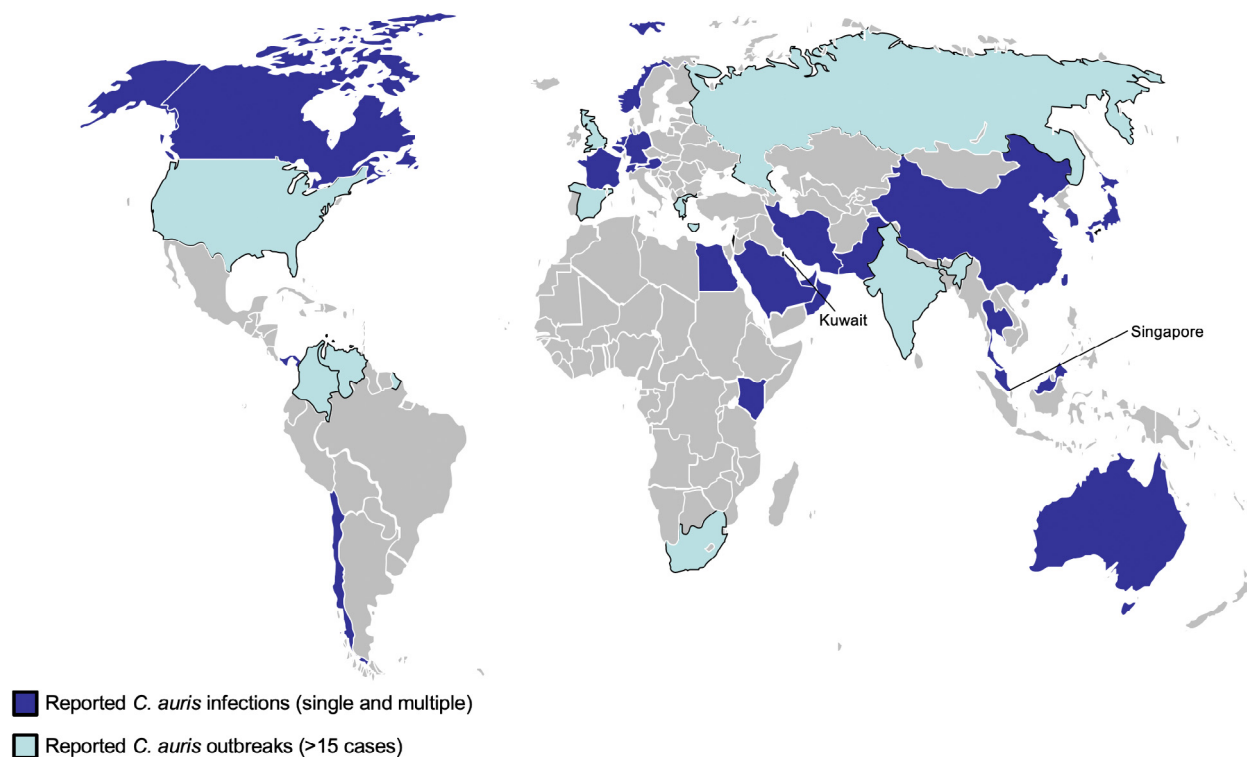 Kuwait
Singapore
Reported C. auris infections (single and multiple)
Reported C. auris outbreaks (>15 cases)